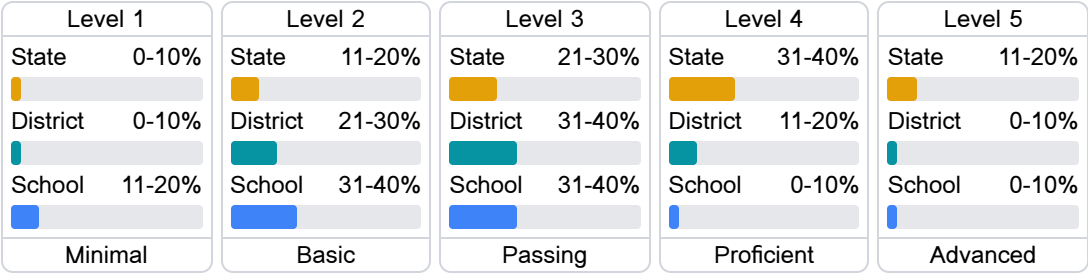 Level 1
State 0-10%
District 0-10%
School 11-20%
Minimal
Level 2
State 11-20%
District 21-30%
School 31-40%
Basic
Level 3
State 21-30%
District 31-40%
School 31-40%
Passing
Level 4
State 31-40%
District 11-20%
School 0-10%
Proficient
Level 5
State 11-20%
District 0-10%
School 0-10%
Advanced